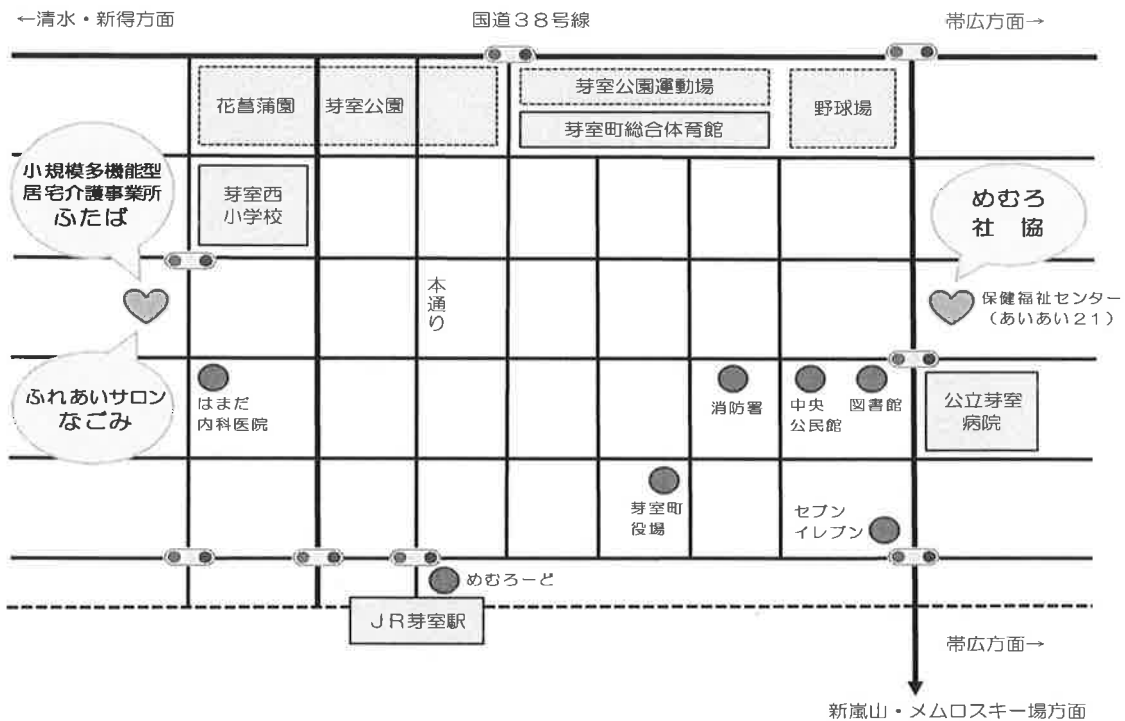 ←清水・新得方面
国道38号線
帯広方面→
花菖蒲園
芽室公園
芽室公園運動場
芽室町総合体育館
野球場
小規模多機能型
居宅介護事業所
ふたば
芽室西
小学校
めむろ
社　協
本通り
保健福祉センター
（あいあい21）
ふれあいサロン
なごみ
はまだ
内科医院
消防署
中央
公民館
図書館
公立芽室
病院
芽室町
役場
セブン
イレブン
めむろーど
JR芽室駅
帯広方面→
新嵐山・メムロスキー場方面